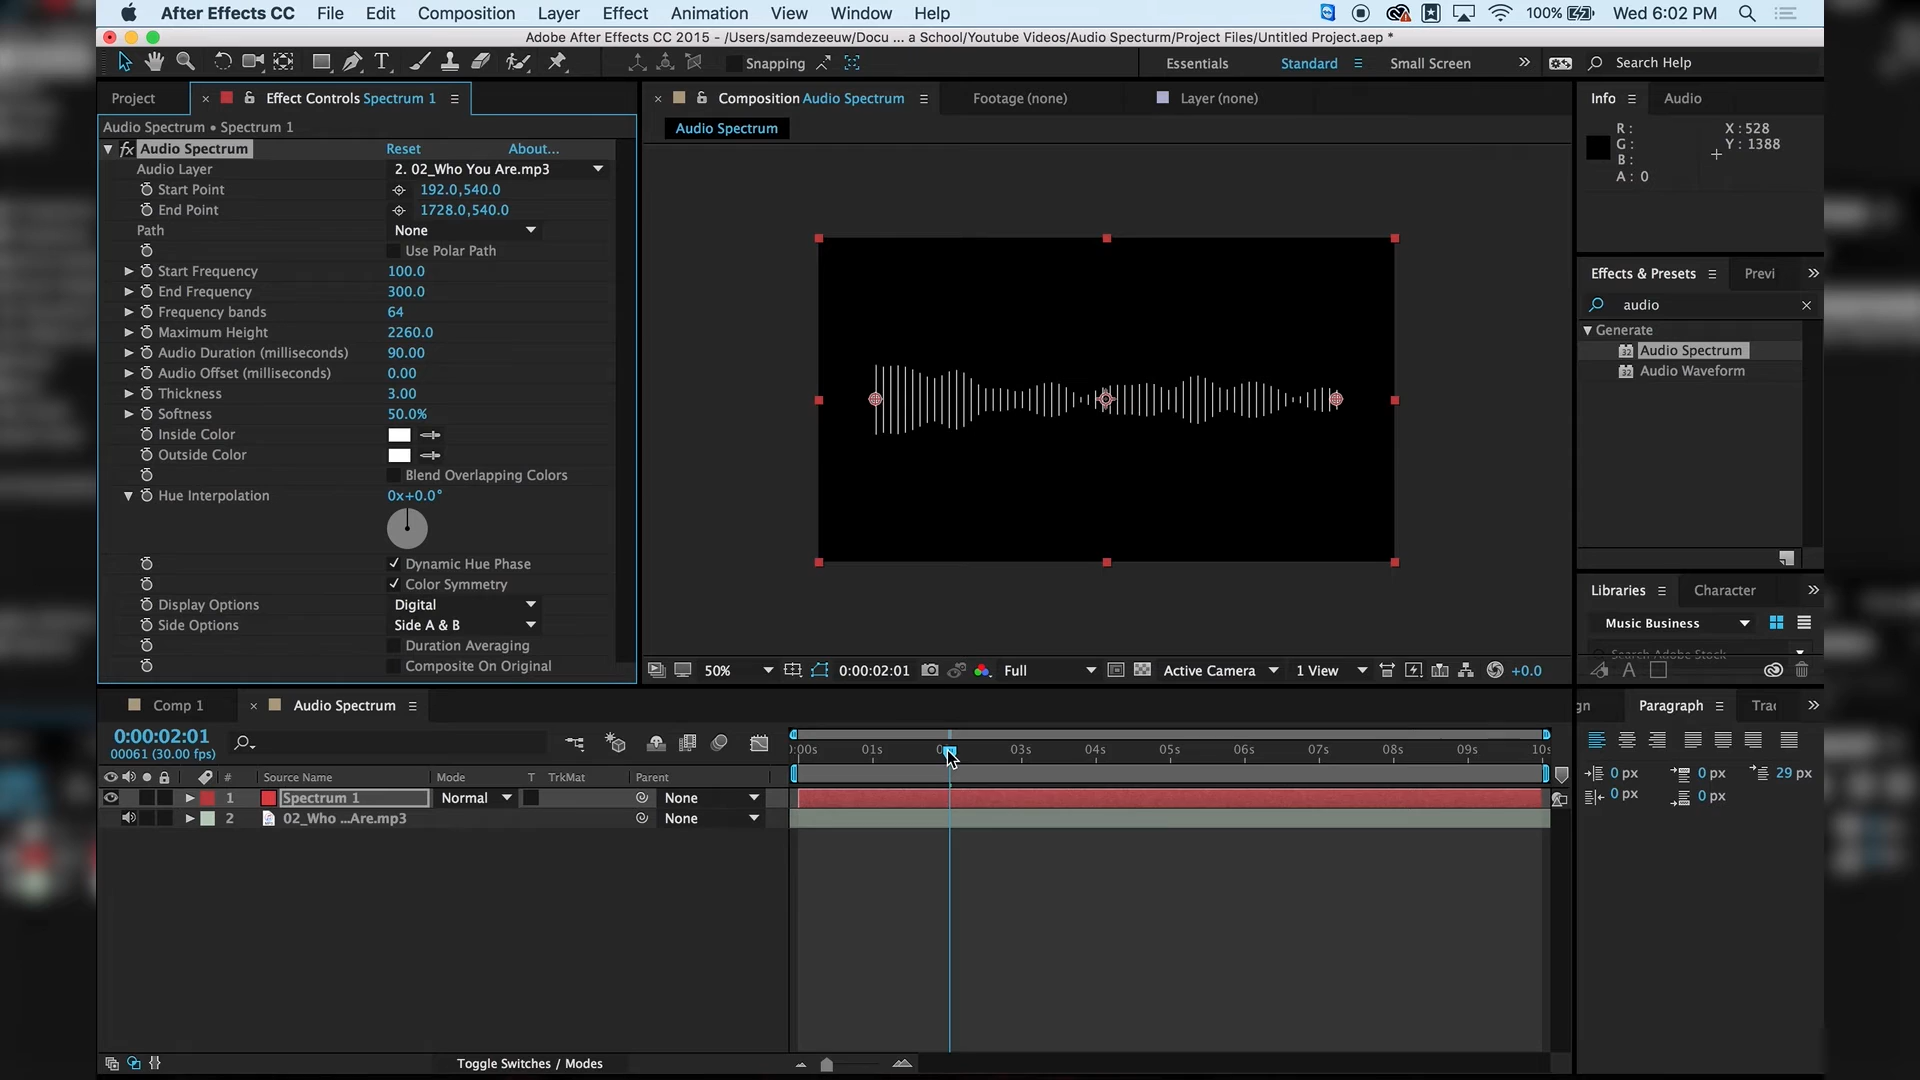 After Effects CC File Edit Composition Layer Effect Animation View Window Help 100% Wed 6:02 PM
Adobe After Effects CC 2015 - /Users/samdezeeuw/Docu ... a School/Youtube Videos/Audio Specturm/Project Files/Untitled Project.aep *
Snapping Essentials Standard Small Screen Search Help
Project Effect Controls Spectrum 1
Audio Spectrum • Spectrum 1
fx Audio Spectrum Reset About...
Audio Layer 2. 02_Who You Are.mp3
Start Point 192.0,540.0
End Point 1728.0,540.0
Path None
Use Polar Path
Start Frequency 100.0
End Frequency 300.0
Frequency bands 64
Maximum Height 2260.0
Audio Duration (milliseconds) 90.00
Audio Offset (milliseconds) 0.00
Thickness 3.00
Softness 50.0%
Inside Color
Outside Color
Blend Overlapping Colors
Hue Interpolation 0x+0.0°
Dynamic Hue Phase
Color Symmetry
Display Options Digital
Side Options Side A & B
Duration Averaging
Composite On Original
Composition Audio Spectrum Footage (none) Layer (none)
Audio Spectrum
50% 0:00:02:01 Full Active Camera 1 View +0.0
Info Audio
R : X : 528
G : Y : 1388
B :
A : 0
Effects & Presets Previ
audio
Generate
32 Audio Spectrum
32 Audio Waveform
Libraries Character
Music Business
Search Adobe Stock
Comp 1 Audio Spectrum
0:00:02:01
00061 (30.00 fps)
:00s 01s 03s 04s 05s 06s 07s 08s 09s 10s
# Source Name Mode T TrkMat Parent
1 Spectrum 1 Normal None
2 02_Who ...Are.mp3 None
Toggle Switches / Modes
gn Paragraph Trac
0 px 0 px 29 px
0 px 0 px